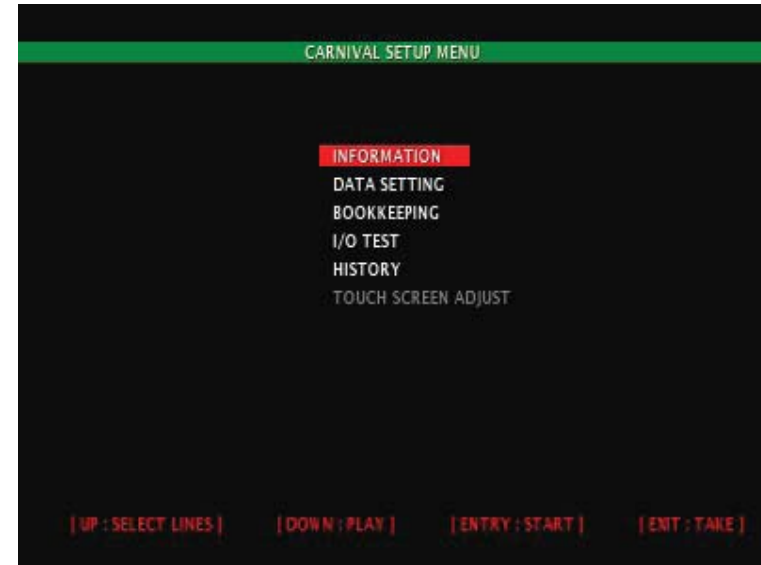 CARNIVAL SETUP MENU
INFORMATION
DATA SETTING
BOOKKEEPING
I/O TEST
HISTORY
TOUCH SCREEN ADJUST
[ UP : SELECT LINES ] [ DOWN : PLAY ] [ ENTRY : START ] [ EXIT : TAKE ]